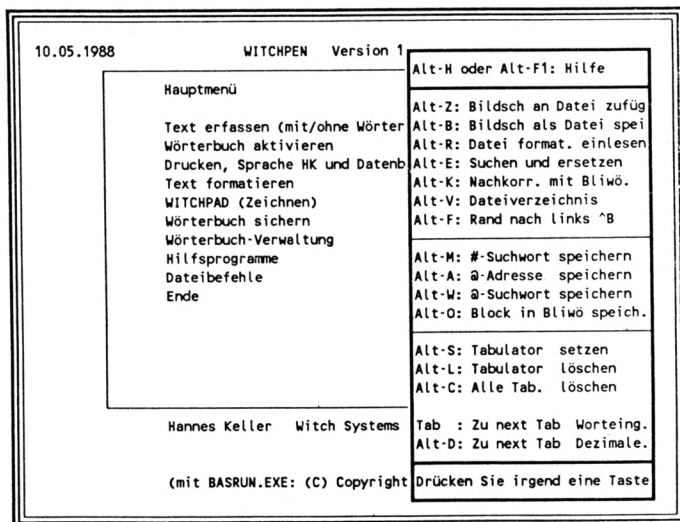 10.05.1988 WITCHPEN Version 1
Hauptmenü
Text erfassen (mit/ohne Wörter
Wörterbuch aktivieren
Drucken, Sprache HK und Datenb
Text formatieren
WITCHPAD (Zeichnen)
Wörterbuch sichern
Wörterbuch-Verwaltung
Hilfsprogramme
Dateibefehle
Ende
Hannes Keller Witch Systems
(mit BASRUN.EXE: (C) Copyright
Alt-H oder Alt-F1: Hilfe
Alt-Z: Bildsch an Datei zufüg
Alt-B: Bildsch als Datei spei
Alt-R: Datei format. einlesen
Alt-E: Suchen und ersetzen
Alt-K: Nachkorr. mit Bliwö.
Alt-V: Dateiverzeichnis
Alt-F: Rand nach links ^B
Alt-M: #-Suchwort speichern
Alt-A: @-Adresse speichern
Alt-W: @-Suchwort speichern
Alt-O: Block in Bliwö speich.
Alt-S: Tabulator setzen
Alt-L: Tabulator löschen
Alt-C: Alle Tab. löschen
Tab : Zu next Tab Worteing.
Alt-D: Zu next Tab Dezimale.
Drücken Sie irgend eine Taste